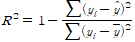 R² = 1 − ∑(yᵢ − ŷ)² / ∑(yᵢ − ȳ)²